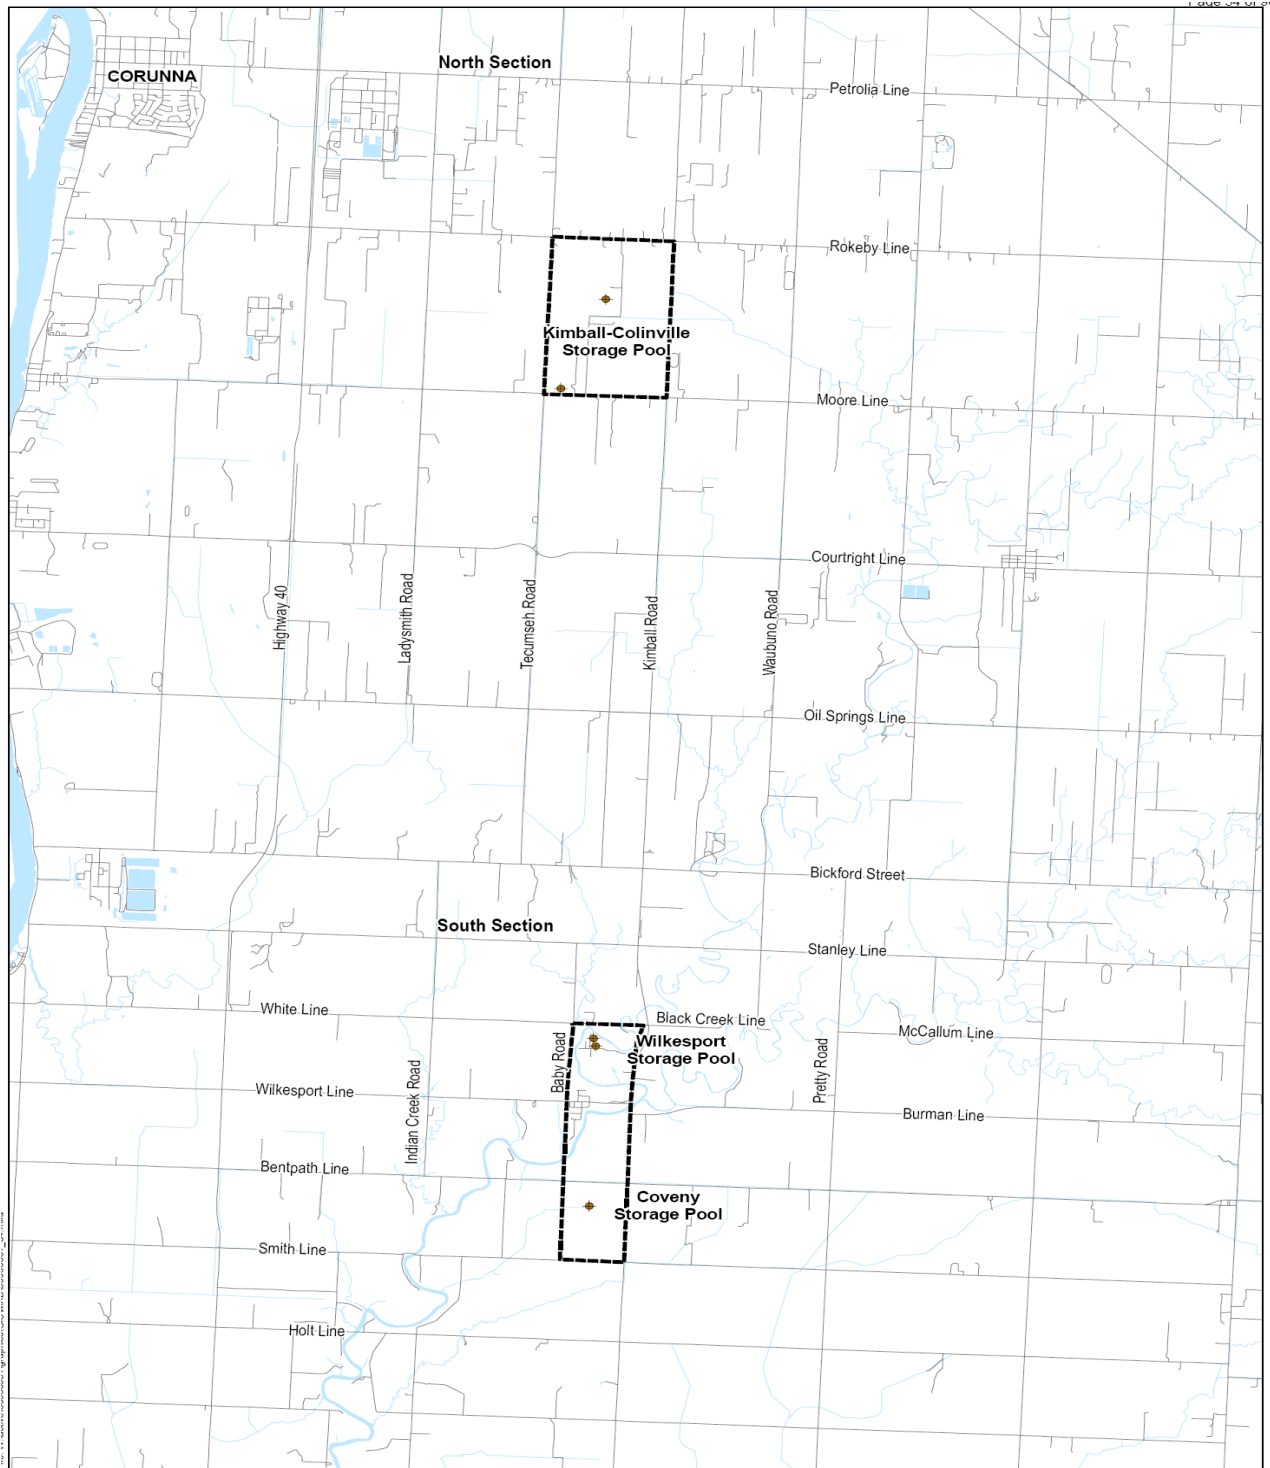 North Section
CORUNNA
Petrolia Line
Rokeby Line
Kimball-Colinville
Storage Pool
Moore Line
Courtright Line
Highway 40
Ladysmith Road
Tecumseh Road
Kimball Road
Waubuno Road
Oil Springs Line
Bickford Street
South Section
Stanley Line
White Line
Black Creek Line
McCallum Line
Wilkesport
Storage Pool
Baby Road
Pretty Road
Indian Creek Road
Wilkesport Line
Burman Line
Bentpath Line
Coveny
Storage Pool
Smith Line
Holt Line